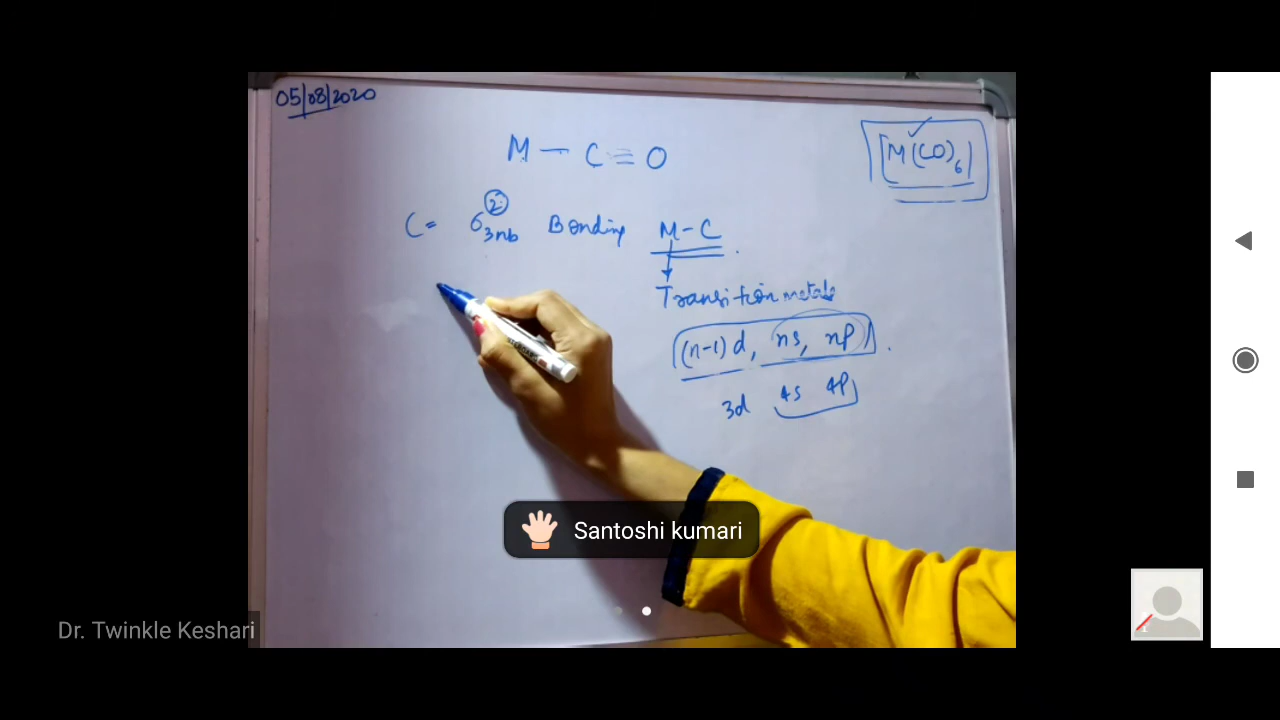 05/08/2020
M — C ≡ O
[M(CO)6]
C = σ3nb 2 Bonding M-C.
Transition metals
(n-1)d, ns, np.
3d 4s 4p
Santoshi kumari
Dr. Twinkle Keshari